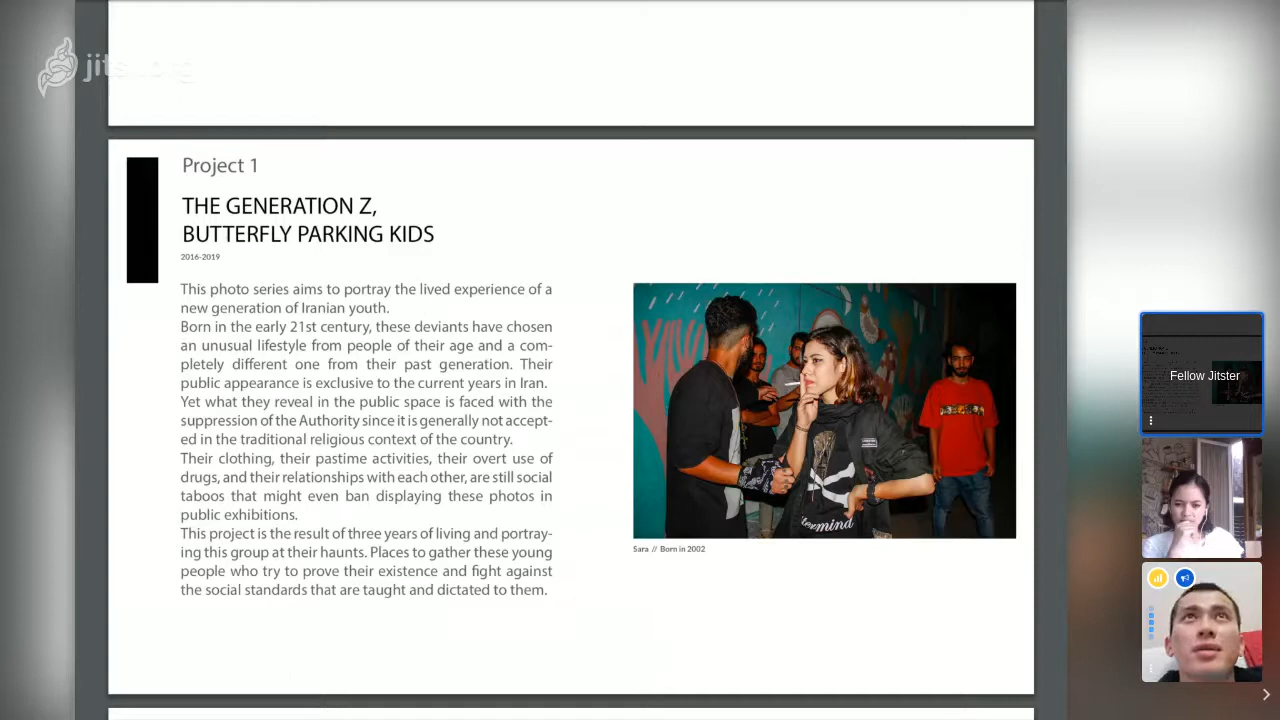 Project 1
THE GENERATION Z,
BUTTERFLY PARKING KIDS
2016-2019
This photo series aims to portray the lived experience of a
new generation of Iranian youth.
Born in the early 21st century, these deviants have chosen
an unusual lifestyle from people of their age and a com-
pletely different one from their past generation. Their
public appearance is exclusive to the current years in Iran.
Yet what they reveal in the public space is faced with the
suppression of the Authority since it is generally not accept-
ed in the traditional religious context of the country.
Their clothing, their pastime activities, their overt use of
drugs, and their relationships with each other, are still social
taboos that might even ban displaying these photos in
public exhibitions.
This project is the result of three years of living and portray-
ing this group at their haunts. Places to gather these young
people who try to prove their existence and fight against
the social standards that are taught and dictated to them.
Sara // Born in 2002
Fellow Jitster